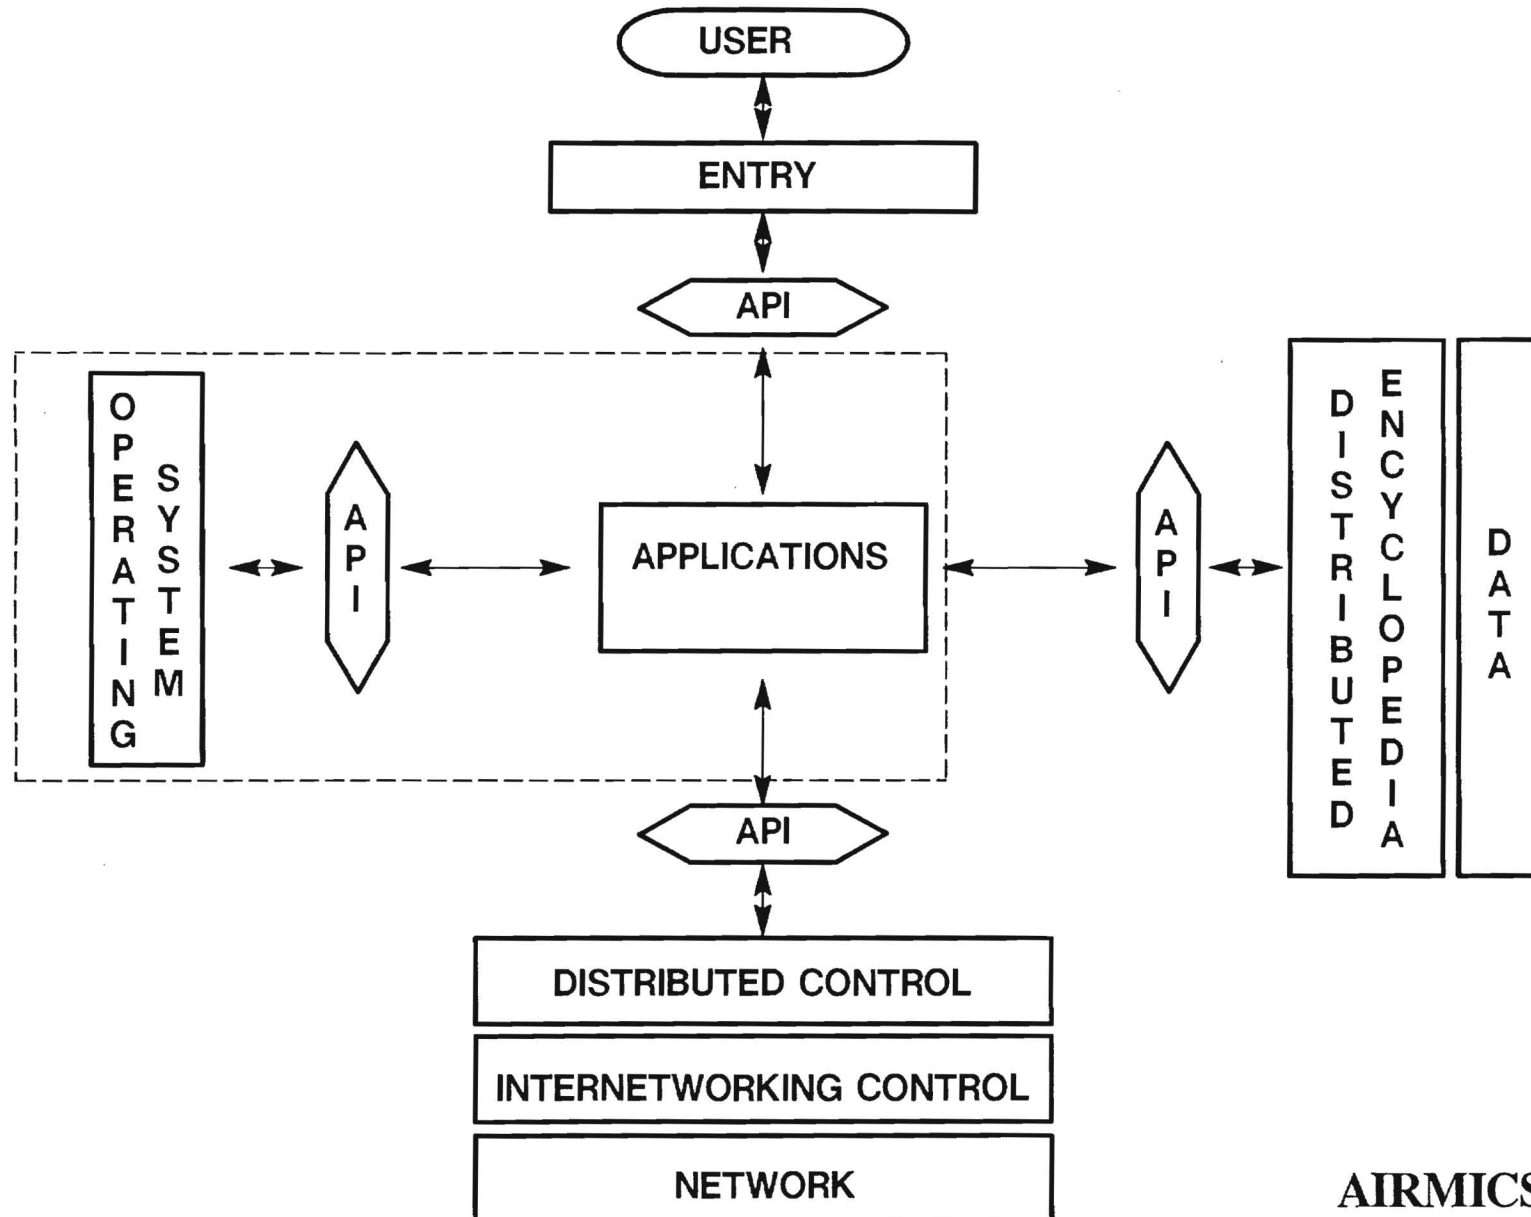 USER
ENTRY
API
OPERATING
SYSTEM
API
APPLICATIONS
API
DISTRIBUTED
ENCYCLOPEDIA
DATA
API
DISTRIBUTED CONTROL
INTERNETWORKING CONTROL
NETWORK
AIRMICS